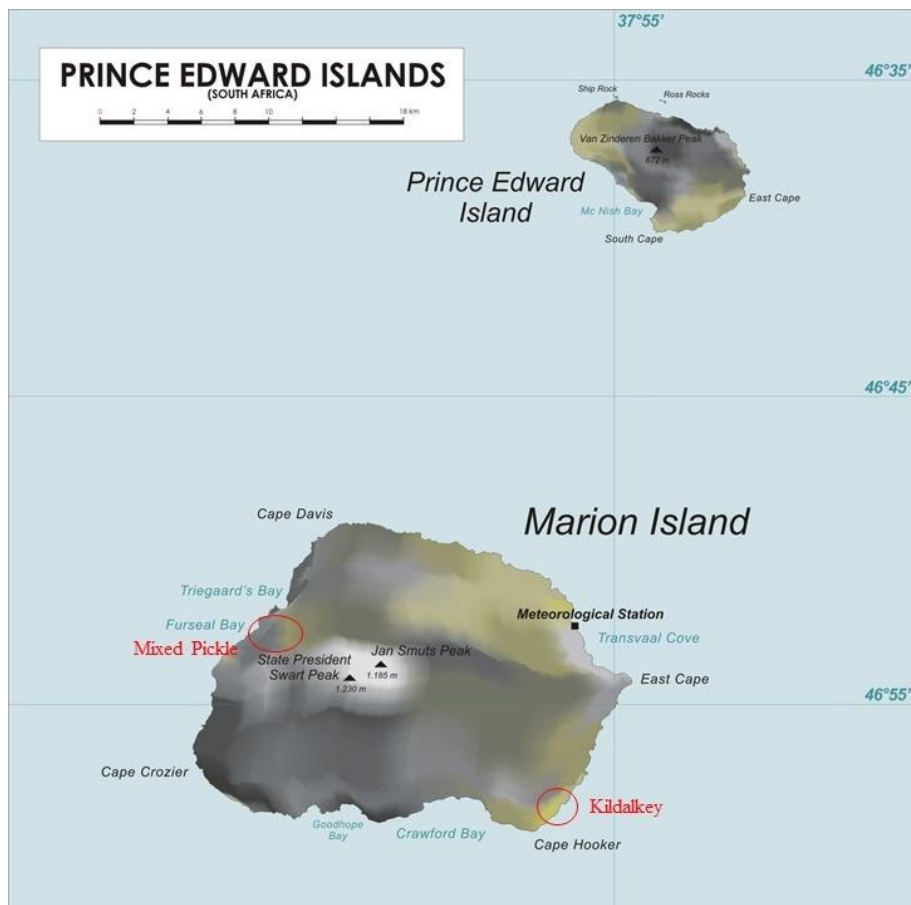 37°55'
PRINCE EDWARD ISLANDS
(SOUTH AFRICA)
0 2 4 6 8 10 18 km
46°35'
Ship Rock
Ross Rocks
Van Zinderen Bakker Peak
672 m
Prince Edward
Island
Mc Nish Bay
East Cape
South Cape
46°45'
Marion Island
Cape Davis
Triegaard's Bay
Furseal Bay
Mixed Pickle
Meteorological Station
Transvaal Cove
State President
Swart Peak
1.230 m
Jan Smuts Peak
1.185 m
East Cape
46°55'
Cape Crozier
Goodhope
Bay
Crawford Bay
Kildalkey
Cape Hooker